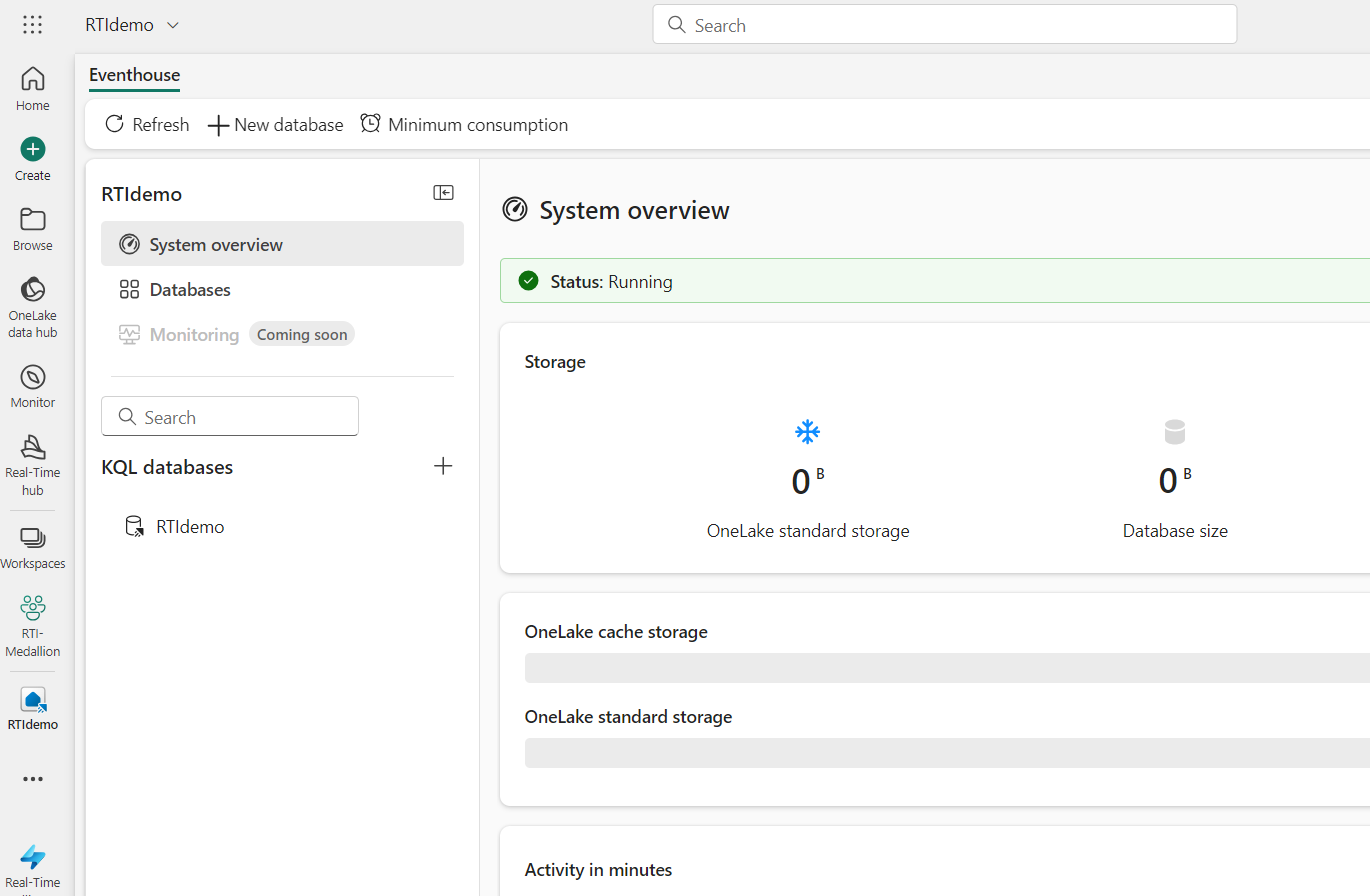 RTIdemo
Search
Home
Create
Browse
OneLake
data hub
Monitor
Real-Time
hub
Workspaces
RTI-
Medallion
RTIdemo
Real-Time
Eventhouse
Refresh
New database
Minimum consumption
RTIdemo
System overview
Databases
Monitoring Coming soon
Search
KQL databases
RTIdemo
System overview
Status: Running
Storage
0 B
OneLake standard storage
0 B
Database size
OneLake cache storage
OneLake standard storage
Activity in minutes